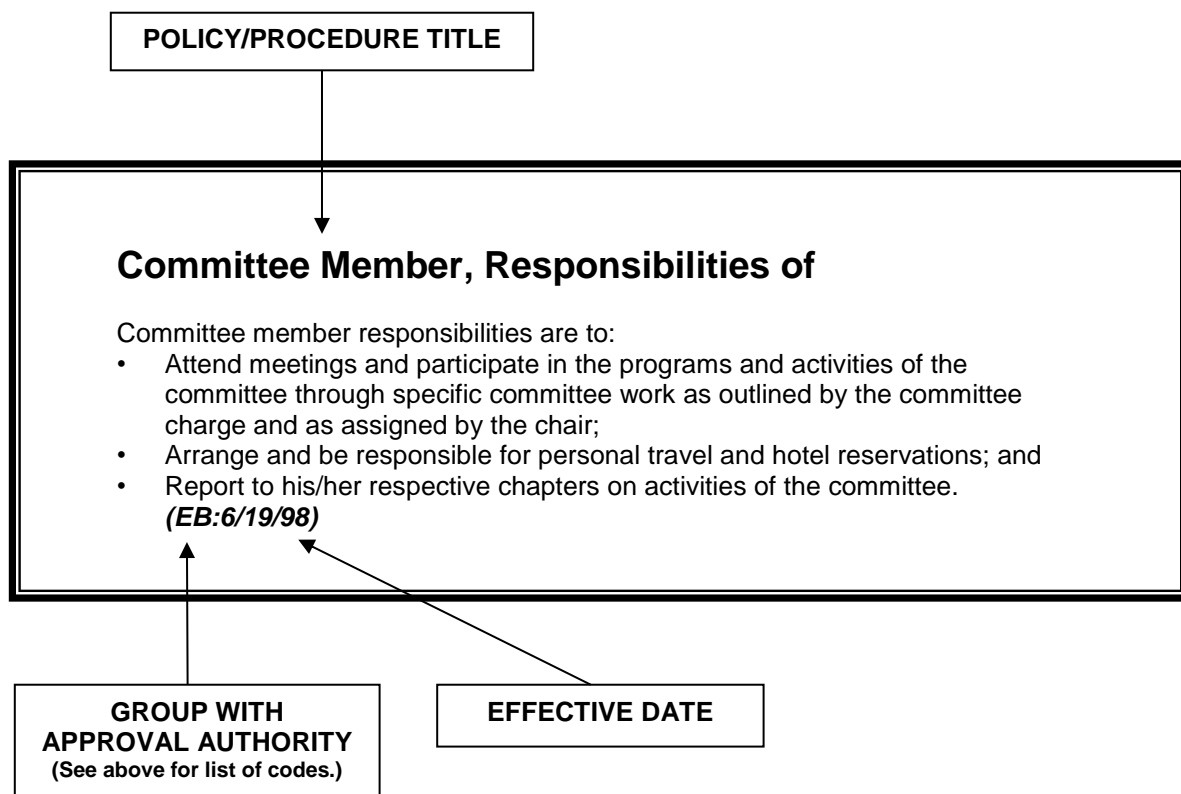 POLICY/PROCEDURE TITLE
Committee Member, Responsibilities of
Committee member responsibilities are to:
• Attend meetings and participate in the programs and activities of the
committee through specific committee work as outlined by the committee
charge and as assigned by the chair;
• Arrange and be responsible for personal travel and hotel reservations; and
• Report to his/her respective chapters on activities of the committee.
(EB:6/19/98)
GROUP WITH
APPROVAL AUTHORITY
(See above for list of codes.)
EFFECTIVE DATE